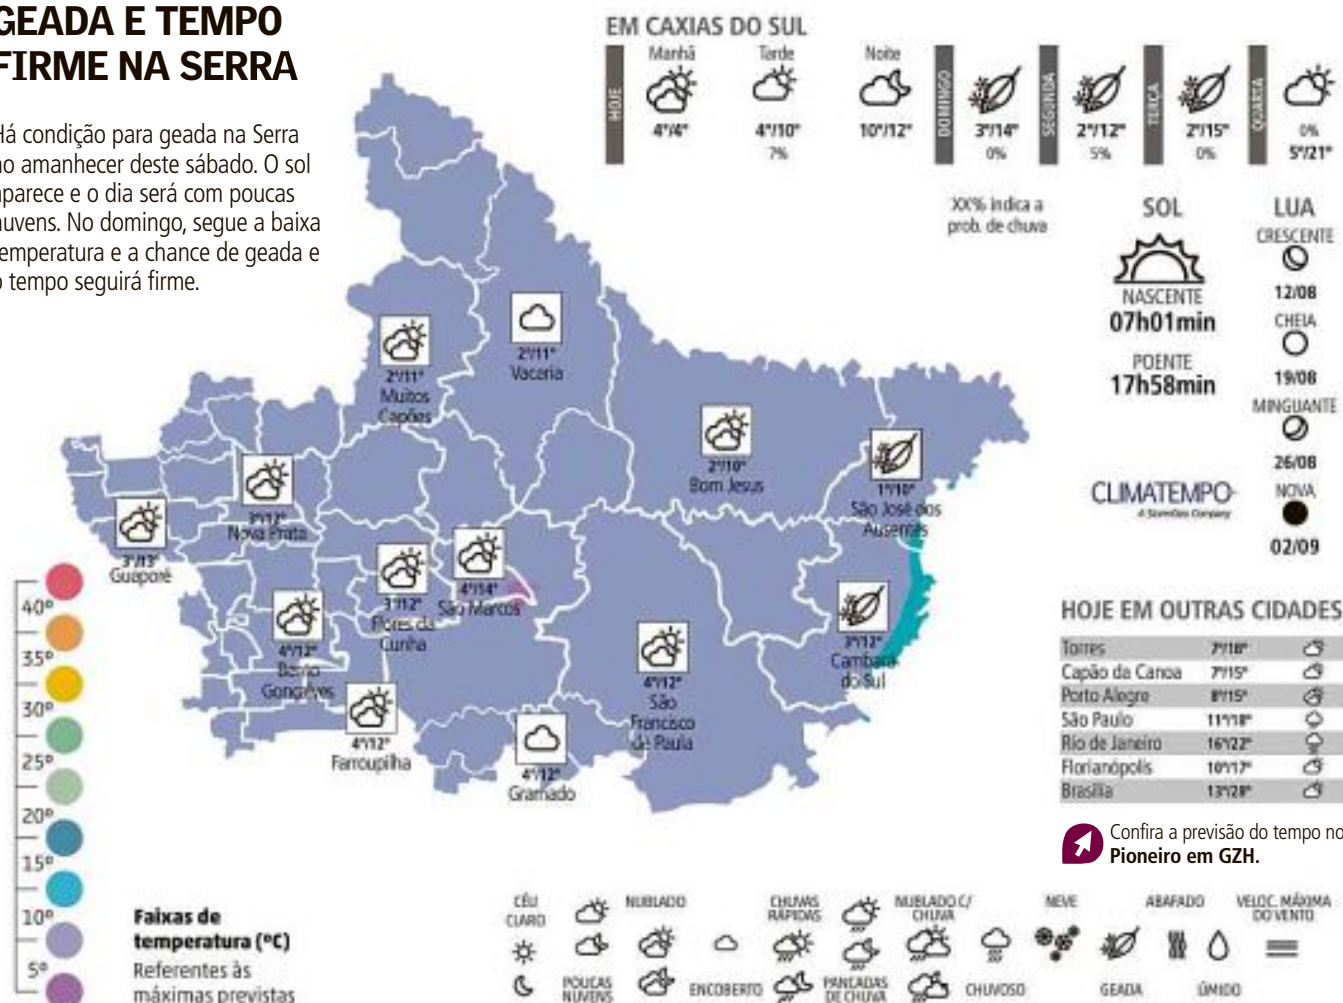 GEADA E TEMPO
FIRME NA SERRA
Há condição para geada na Serra
ao amanhecer deste sábado. O sol
aparece e o dia será com poucas
nuvens. No domingo, segue a baixa
temperatura e a chance de geada e
o tempo seguirá firme.
EM CAXIAS DO SUL
HOJE
Manhã
4°/4°
Tarde
4°/10°
7%
Noite
10°/12°
DOMINGO
3°/14°
0%
SEGUNDA
2°/12°
5%
TERÇA
2°/15°
0%
QUARTA
0%
5°/21°
XX% indica a
prob. de chuva
SOL
NASCENTE
07h01min
POENTE
17h58min
LUA
CRESCENTE
12/08
CHEIA
19/08
MINGUANTE
26/08
NOVA
02/09
CLIMATEMPO
A StormGeo Company
2°/11°
Muitos
Capões
2°/11°
Vacaria
2°/10°
Bom Jesus
1°/10°
São José dos
Ausentes
3°/12°
Nova Prata
3°/13°
Guaporé
3°/12°
Flores da
Cunha
4°/14°
São Marcos
4°/12°
Bento
Gonçalves
4°/12°
Farroupilha
4°/12°
Gramado
4°/12°
São
Francisco
de Paula
3°/12°
Cambará
do Sul
HOJE EM OUTRAS CIDADES
Torres 7°/18°
Capão da Canoa 7°/15°
Porto Alegre 8°/15°
São Paulo 11°/18°
Rio de Janeiro 16°/22°
Florianópolis 10°/17°
Brasília 13°/28°
Confira a previsão do tempo no
Pioneiro em GZH.
40°
35°
30°
25°
20°
15°
10°
5°
Faixas de
temperatura (°C)
Referentes às
máximas previstas
CÉU
CLARO
POUCAS
NUVENS
NUBLADO
ENCOBERTO
CHUVAS
RÁPIDAS
PANCADAS
DE CHUVA
NUBLADO C/
CHUVA
CHUVOSO
NEVE
GEADA
ABAFADO
ÚMIDO
VELOC. MÁXIMA
DO VENTO